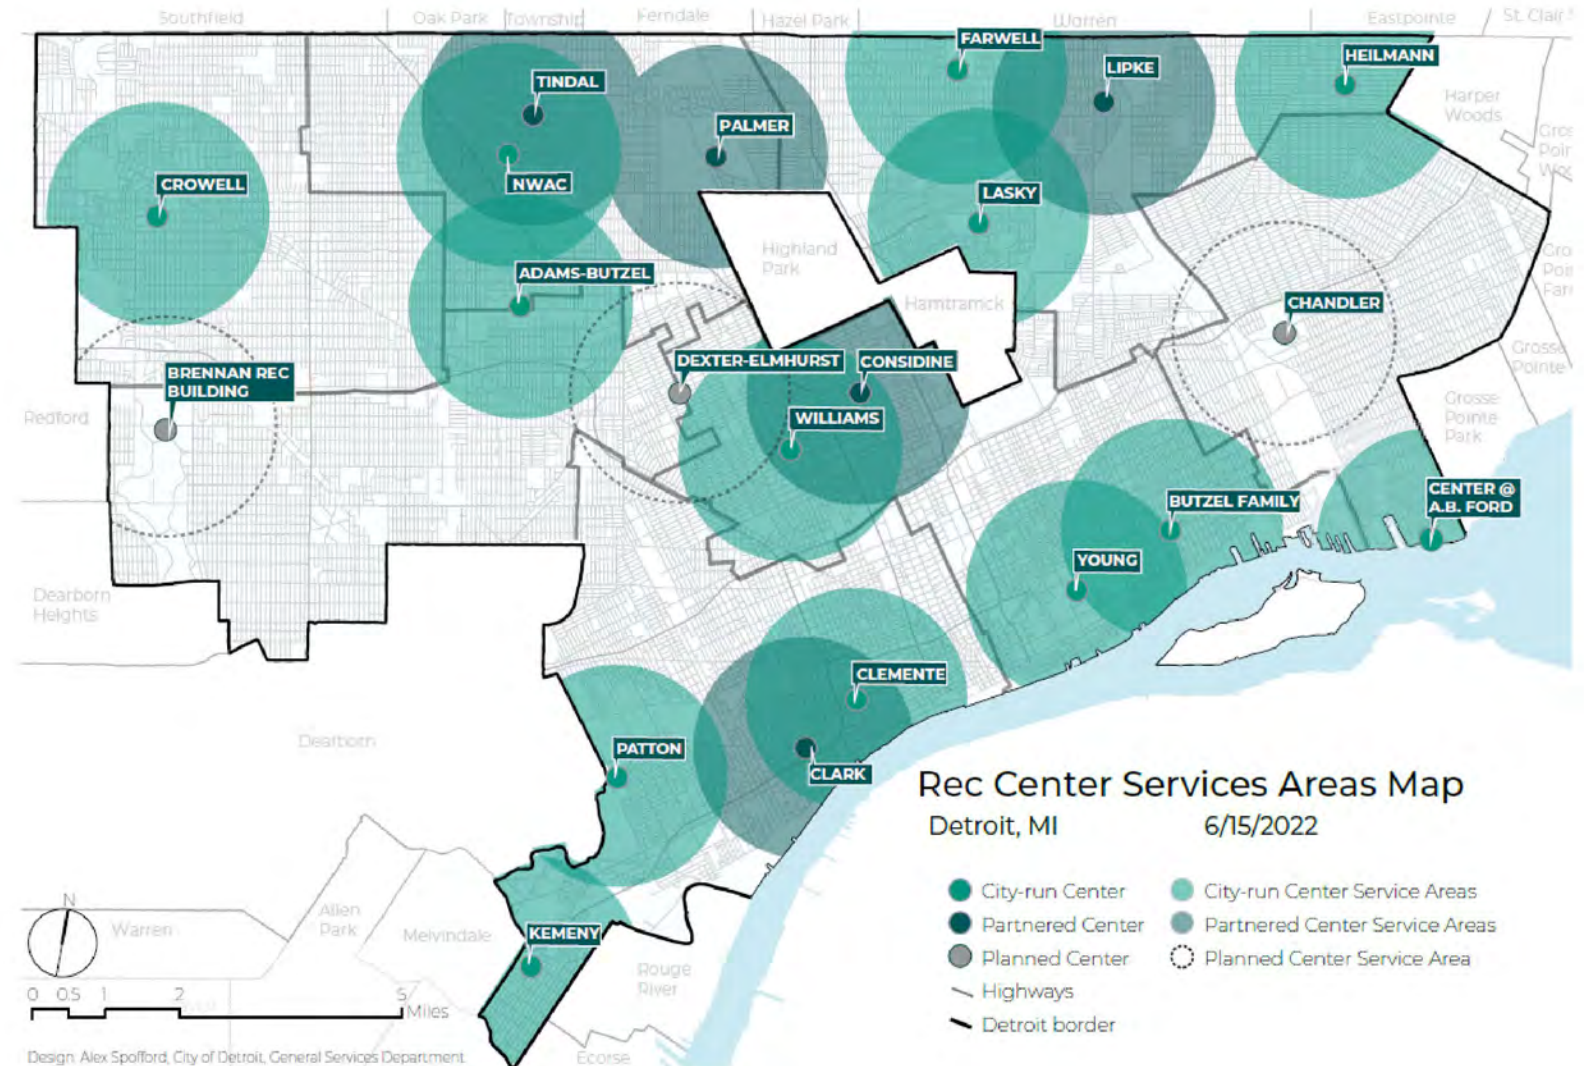 Southfield
Oak Park
Township
Ferndale
Hazel Park
Warren
Eastpointe
St. Clair
FARWELL
LIPKE
HEILMANN
TINDAL
PALMER
NWAC
CROWELL
LASKY
Harper
Woods
Highland
Park
ADAMS-BUTZEL
Hamtramck
CHANDLER
BRENNAN REC
BUILDING
DEXTER-ELMHURST
CONSIDINE
WILLIAMS
Redford
Grosse
Pointe
Grosse
Pointe
Park
CENTER @
A.B. FORD
BUTZEL FAMILY
YOUNG
Dearborn
Heights
CLEMENTE
PATTON
CLARK
Dearborn
Rec Center Services Areas Map
Detroit, MI
6/15/2022
City-run Center
City-run Center Service Areas
Partnered Center
Partnered Center Service Areas
Planned Center
Planned Center Service Area
Highways
Detroit border
N
Warren
Allen
Park
Melvindale
KEMENY
Rouge
River
Ecorse
0 0.5 1 2 5
Miles
Design: Alex Spofford, City of Detroit, General Services Department